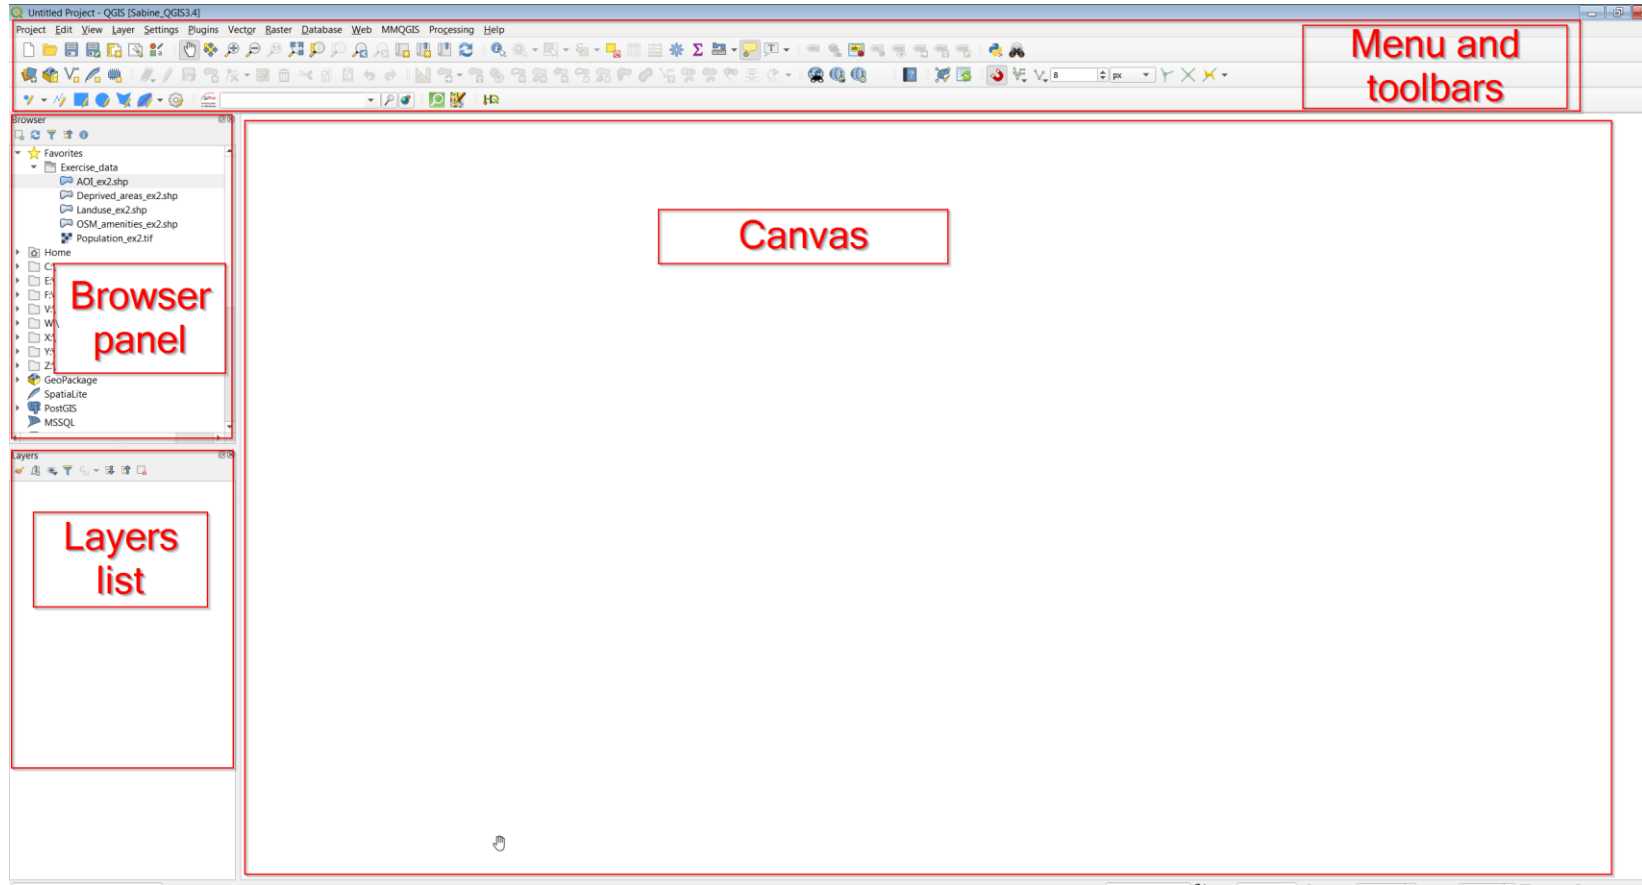 Untitled Project - QGIS [Sabine_QGIS3.4]
Project Edit View Layer Settings Plugins Vector Raster Database Web MMQGIS Processing Help
Menu and
toolbars
8 px
Browser
Favorites
Exercise_data
AOI_ex2.shp
Deprived_areas_ex2.shp
Landuse_ex2.shp
OSM_amenities_ex2.shp
Population_ex2.tif
Home
W:\
GeoPackage
SpatiaLite
PostGIS
MSSQL
Browser
panel
Canvas
Layers
Layers
list